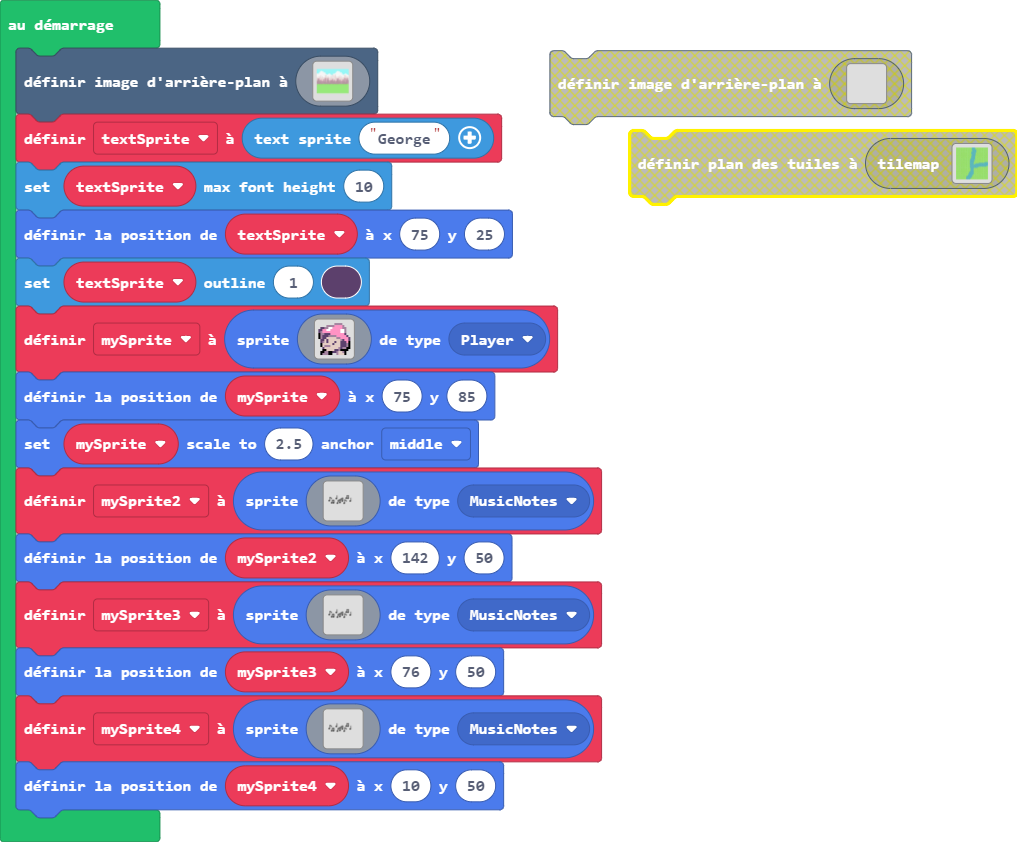 au démarrage
définir image d'arrière-plan à
définir textSprite à text sprite "George"
set textSprite max font height 10
définir la position de textSprite à x 75 y 25
set textSprite outline 1
définir mySprite à sprite de type Player
définir la position de mySprite à x 75 y 85
set mySprite scale to 2.5 anchor middle
définir mySprite2 à sprite de type MusicNotes
définir la position de mySprite2 à x 142 y 50
définir mySprite3 à sprite de type MusicNotes
définir la position de mySprite3 à x 76 y 50
définir mySprite4 à sprite de type MusicNotes
définir la position de mySprite4 à x 10 y 50
définir image d'arrière-plan à
définir plan des tuiles à tilemap